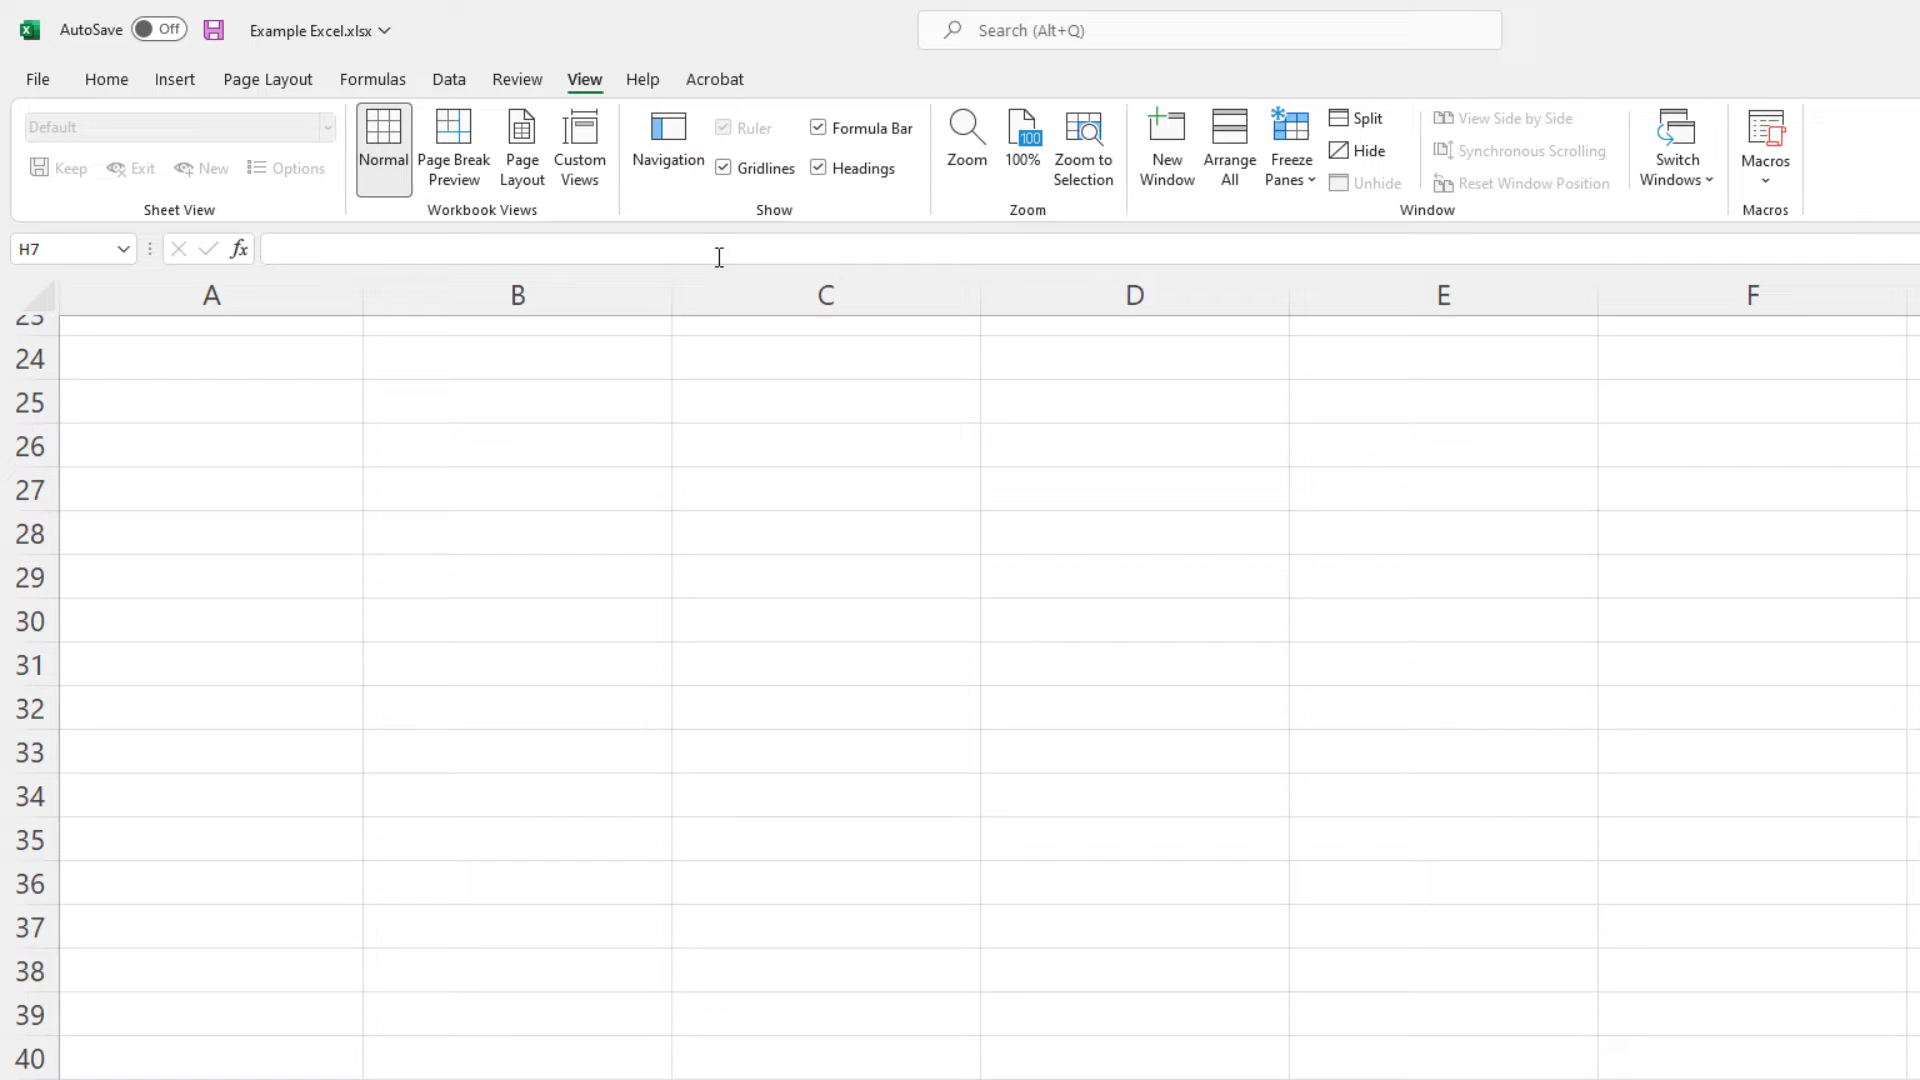 AutoSave Off Example Excel.xlsx Search (Alt+Q)
File Home Insert Page Layout Formulas Data Review View Help Acrobat
Default
Keep Exit New Options
Sheet View
Normal
Page Break
Preview
Page
Layout
Custom
Views
Workbook Views
Navigation
Ruler
Formula Bar
Gridlines
Headings
Show
Zoom
100
100%
Zoom to
Selection
Zoom
New
Window
Arrange
All
Freeze
Panes
Split
Hide
Unhide
View Side by Side
Synchronous Scrolling
Reset Window Position
Window
Switch
Windows
Macros
Macros
H7 fx
A B C D E F
23
24
25
26
27
28
29
30
31
32
33
34
35
36
37
38
39
40